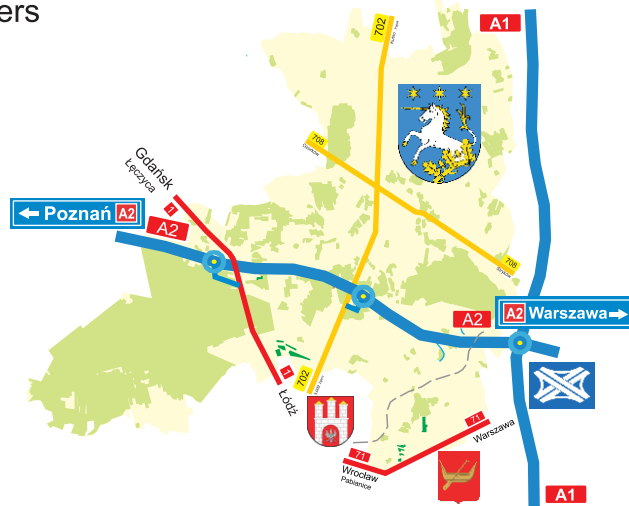 ers
702
A1
708
Gdańsk
Łęczyca
1
Poznań A2
A2
708
A2
A2 Warszawa
1
702
Łódź
71
Warszawa
71
Wrocław
Pabianice
A1